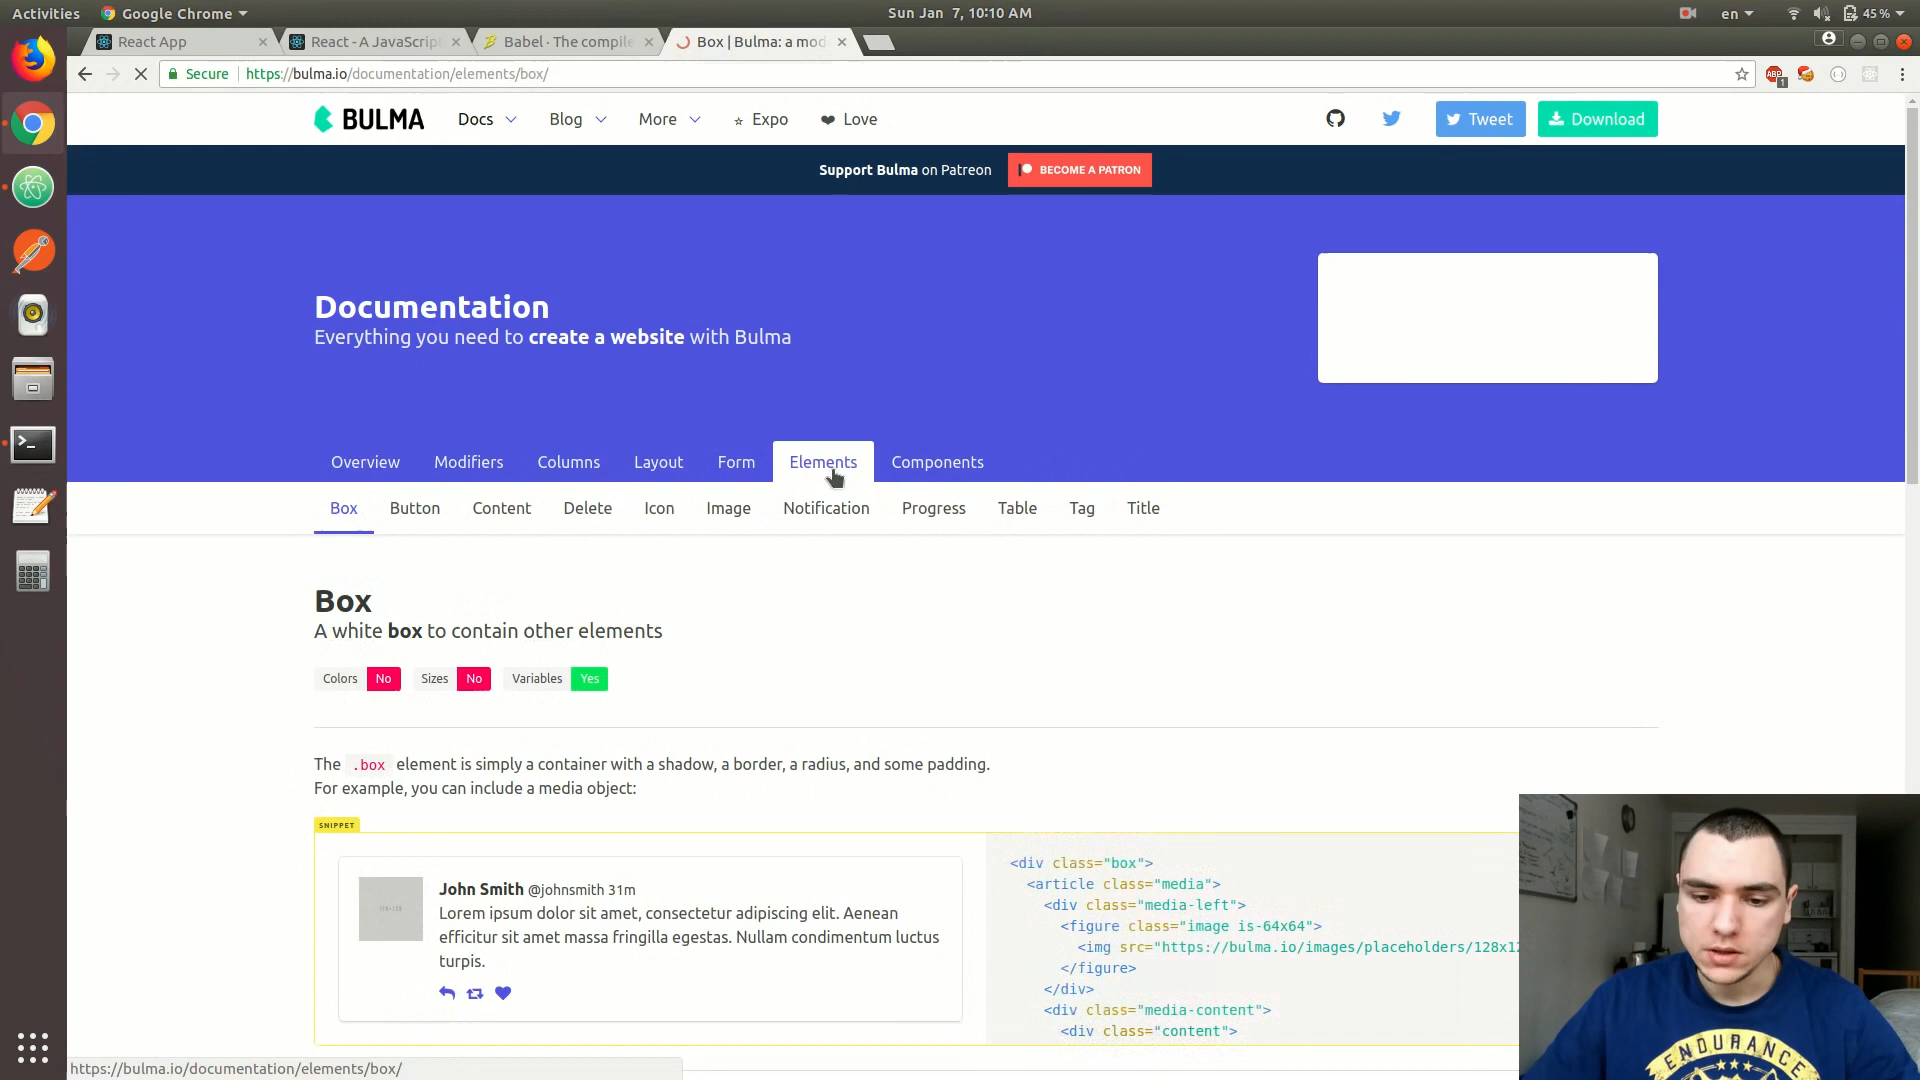 Activities
Google Chrome
Sun Jan 7, 10:10 AM
en
45%
React App
React - A JavaScript
Babel · The compile
Box | Bulma: a mod
Secure
https://bulma.io/documentation/elements/box/
ABP
1
BULMA
Docs
Blog
More
Expo
Love
Tweet
Download
Support Bulma on Patreon
BECOME A PATRON
Documentation
Everything you need to create a website with Bulma
Overview
Modifiers
Columns
Layout
Form
Elements
Components
Box
Button
Content
Delete
Icon
Image
Notification
Progress
Table
Tag
Title
Box
A white box to contain other elements
Colors No
Sizes No
Variables Yes
The .box element is simply a container with a shadow, a border, a radius, and some padding.
For example, you can include a media object:
SNIPPET
John Smith @johnsmith 31m
Lorem ipsum dolor sit amet, consectetur adipiscing elit. Aenean
efficitur sit amet massa fringilla egestas. Nullam condimentum luctus
turpis.
<div class="box">
<article class="media">
<div class="media-left">
<figure class="image is-64x64">
<img src="https://bulma.io/images/placeholders/128x12
</figure>
</div>
<div class="media-content">
<div class="content">
ENDURANCE
https://bulma.io/documentation/elements/box/